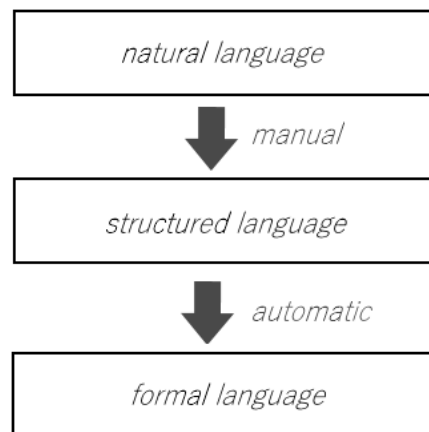 natural language
manual
structured language
automatic
formal language